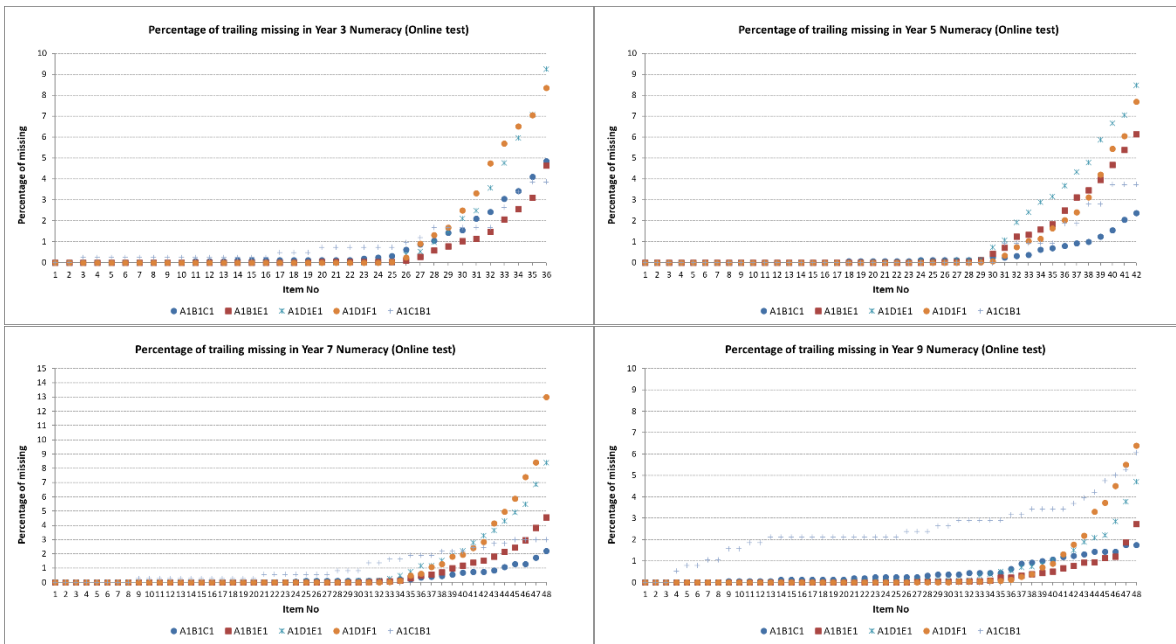 Percentage of trailing missing in Year 3 Numeracy (Online test)
10
9
8
7
6
5
4
3
2
1
0
Percentage of missing
1 2 3 4 5 6 7 8 9 10 11 12 13 14 15 16 17 18 19 20 21 22 23 24 25 26 27 28 29 30 31 32 33 34 35 36
Item No
A1B1C1 A1B1E1 A1D1E1 A1D1F1 A1C1B1
Percentage of trailing missing in Year 5 Numeracy (Online test)
10
9
8
7
6
5
4
3
2
1
0
Percentage of missing
1 2 3 4 5 6 7 8 9 10 11 12 13 14 15 16 17 18 19 20 21 22 23 24 25 26 27 28 29 30 31 32 33 34 35 36 37 38 39 40 41 42
Item No
A1B1C1 A1B1E1 A1D1E1 A1D1F1 A1C1B1
Percentage of trailing missing in Year 7 Numeracy (Online test)
15
14
13
12
11
10
9
8
7
6
5
4
3
2
1
0
Percentage of missing
1 2 3 4 5 6 7 8 9 10 11 12 13 14 15 16 17 18 19 20 21 22 23 24 25 26 27 28 29 30 31 32 33 34 35 36 37 38 39 40 41 42 43 44 45 46 47 48
Item No
A1B1C1 A1B1E1 A1D1E1 A1D1F1 A1C1B1
Percentage of trailing missing in Year 9 Numeracy (Online test)
10
9
8
7
6
5
4
3
2
1
0
Percentage of missing
1 2 3 4 5 6 7 8 9 10 11 12 13 14 15 16 17 18 19 20 21 22 23 24 25 26 27 28 29 30 31 32 33 34 35 36 37 38 39 40 41 42 43 44 45 46 47 48
Item No
A1B1C1 A1B1E1 A1D1E1 A1D1F1 A1C1B1